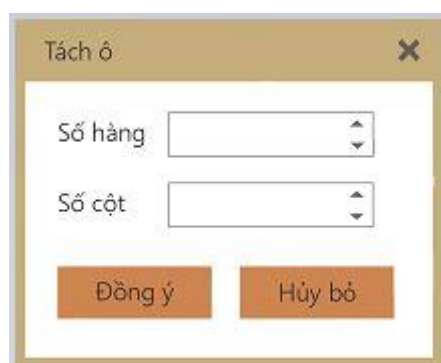 Tách ô
Số hàng
Số cột
Đồng ý
Hủy bỏ